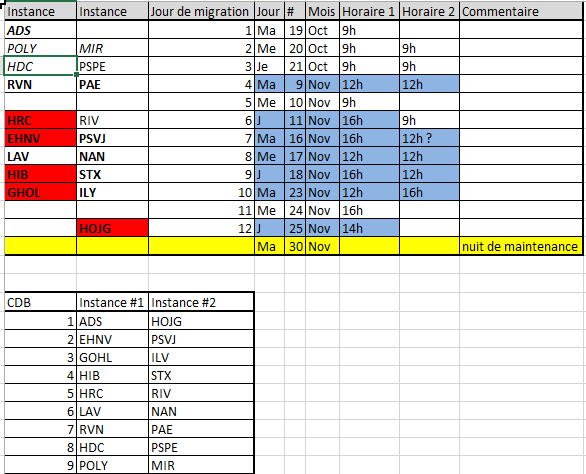 Instance Instance Jour de migration Jour # Mois Horaire 1 Horaire 2 Commentaire
ADS 1 Ma 19 Oct 9h
POLY MIR 2 Me 20 Oct 9h 9h
HDC PSPE 3 Je 21 Oct 9h 9h
RVN PAE 4 Ma 9 Nov 12h 12h
5 Me 10 Nov 9h
HRC RIV 6 J 11 Nov 16h 9h
EHNV PSVJ 7 Ma 16 Nov 16h 12h ?
LAV NAN 8 Me 17 Nov 12h 12h
HIB STX 9 J 18 Nov 16h 12h
GHOL ILY 10 Ma 23 Nov 12h 16h
11 Me 24 Nov 16h
HOJG 12 J 25 Nov 14h
Ma 30 Nov nuit de maintenance
CDB Instance #1 Instance #2
1 ADS HOJG
2 EHNV PSVJ
3 GOHL ILV
4 HIB STX
5 HRC RIV
6 LAV NAN
7 RVN PAE
8 HDC PSPE
9 POLY MIR